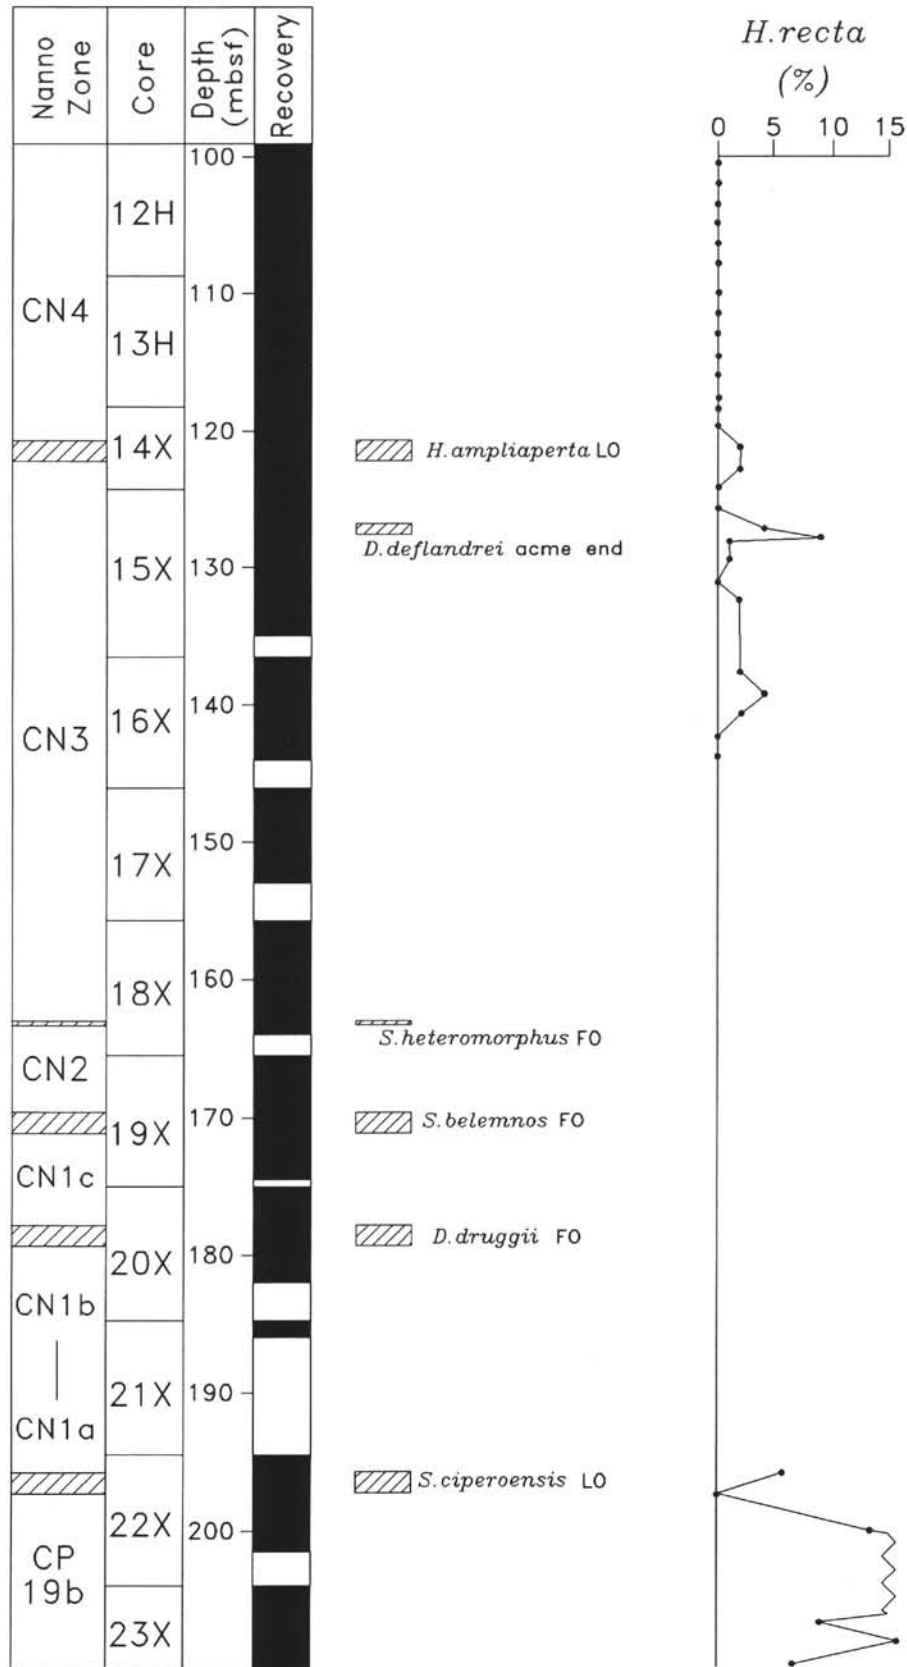 Nanno Zone
Core
Depth (mbsf)
Recovery
H.recta
(%)
0 5 10 15
100
12H
110
CN4
13H
120
14X
H.ampliaperta LO
D.deflandrei acme end
130
15X
140
16X
CN3
150
17X
160
18X
S.heteromorphus FO
CN2
170
19X
S.belemnos FO
CN1c
D.druggii FO
180
20X
CN1b
190
21X
CN1a
S.ciperoensis LO
200
22X
CP
19b
23X